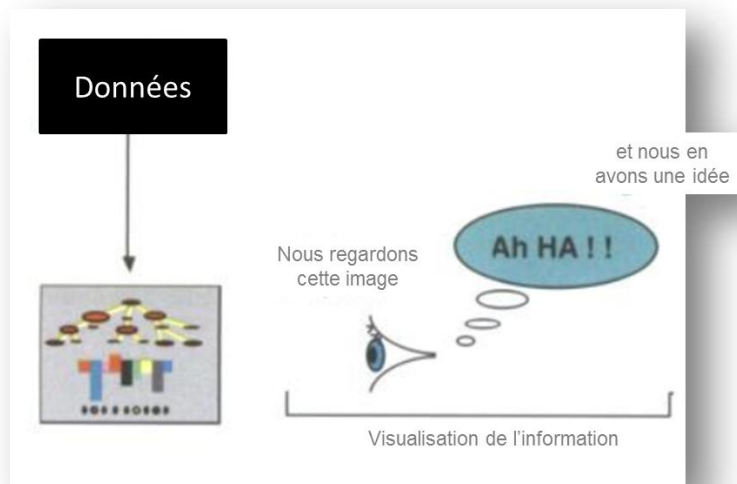 Données
et nous en
avons une idée
Ah HA ! !
Nous regardons
cette image
Visualisation de l'information